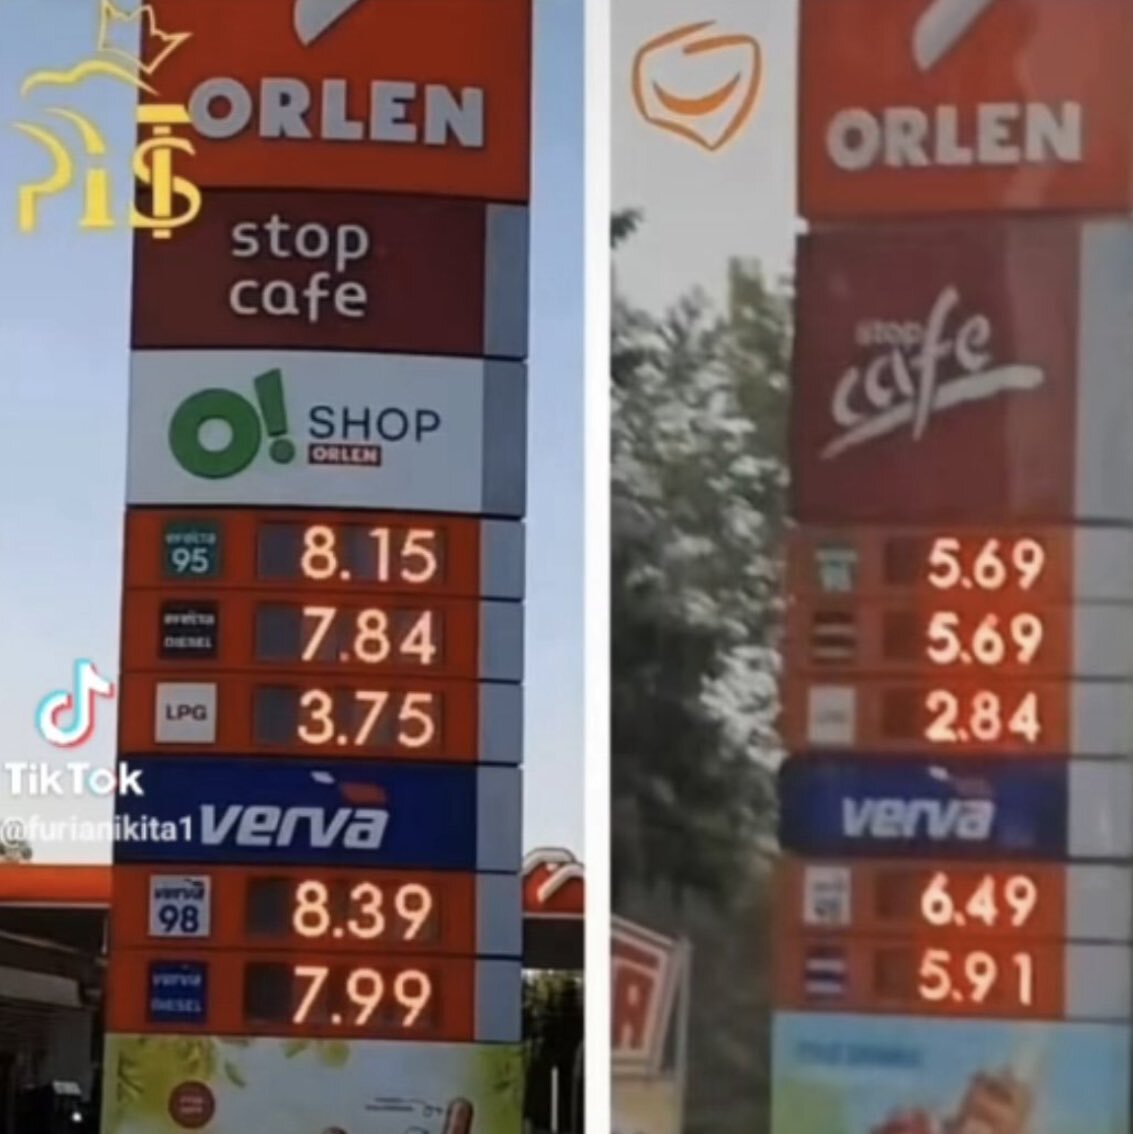 PiS
ORLEN
stop
cafe
O! SHOP
ORLEN
efecta
95
8.15
efecta
DIESEL
7.84
LPG
3.75
TikTok
@furianikita1
verva
verva
98
8.39
verva
DIESEL
7.99
ORLEN
stop
cafe
5.69
5.69
2.84
verva
6.49
5.91